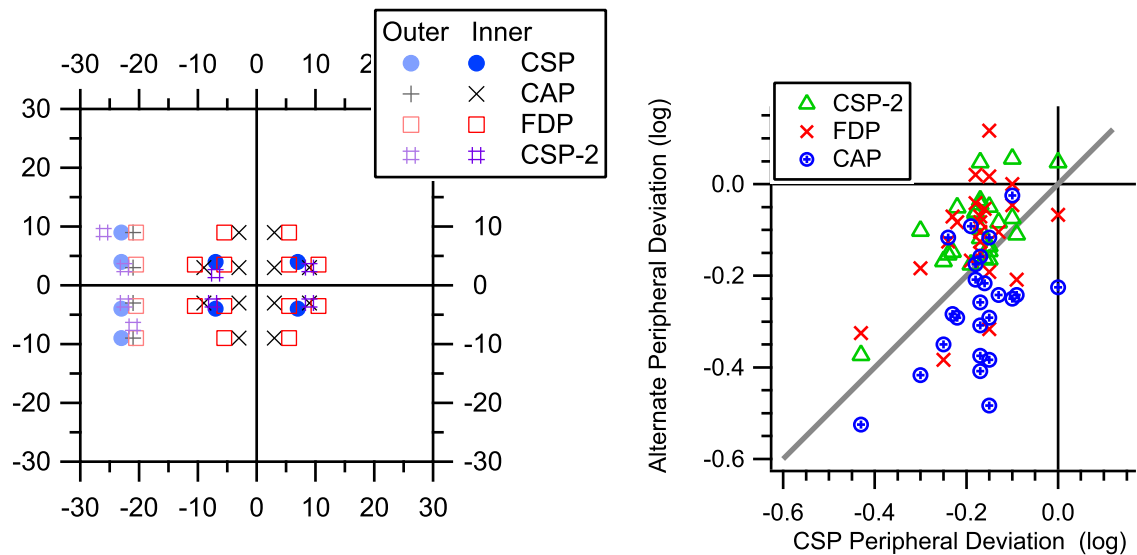 Outer Inner
CSP
CAP
FDP
CSP-2
-30 -20 -10 0 10 2
30
20
10
0
-10
-20
-30
10
0
-10
-20
-30
-30 -20 -10 0 10 20 30
CSP-2
FDP
CAP
Alternate Peripheral Deviation (log)
0.0
-0.2
-0.4
-0.6
-0.6 -0.4 -0.2 0.0
CSP Peripheral Deviation (log)